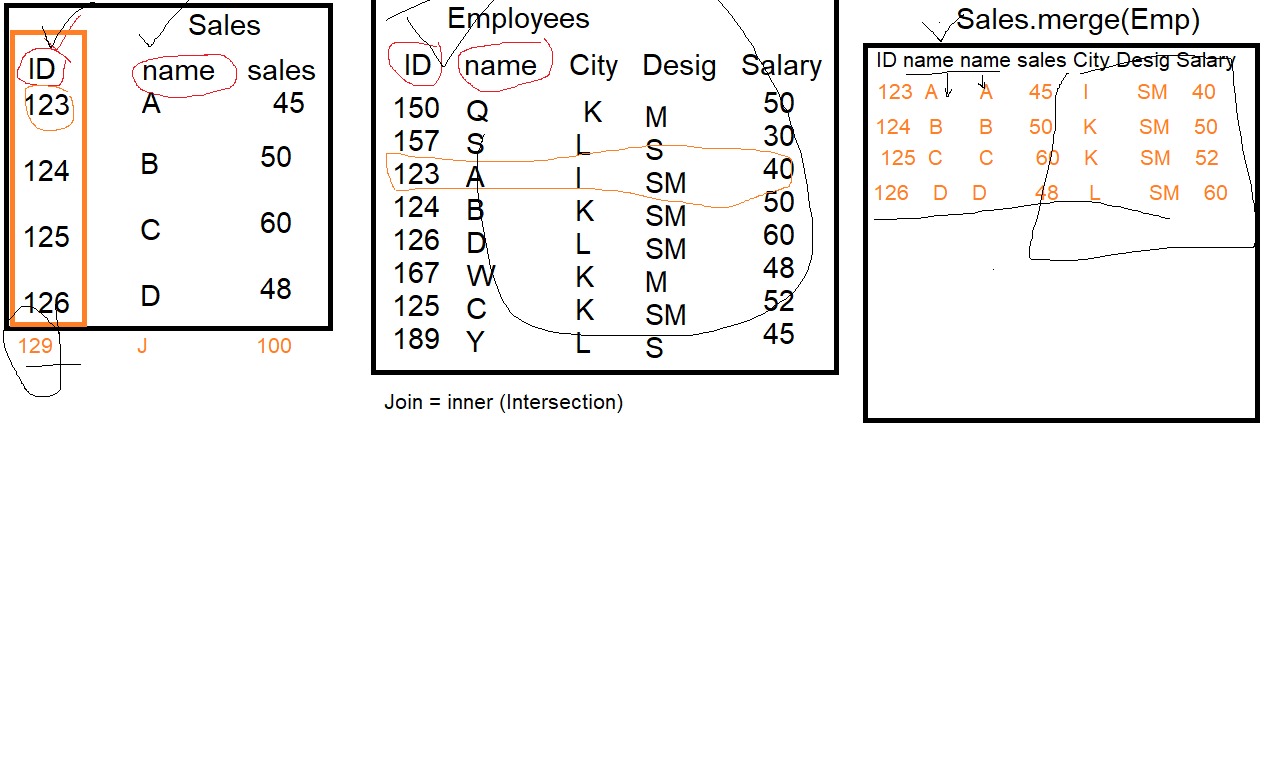 Sales
ID name sales
123 A 45
124 B 50
125 C 60
126 D 48
129 J 100
Employees
ID name City Desig Salary
150 Q K M 50
157 S L S 30
123 A I SM 40
124 B K SM 50
126 D L SM 60
167 W K M 48
125 C K SM 52
189 Y L S 45
Join = inner (Intersection)
Sales.merge(Emp)
ID name name sales City Desig Salary
123 A A 45 I SM 40
124 B B 50 K SM 50
125 C C 60 K SM 52
126 D D 48 L SM 60